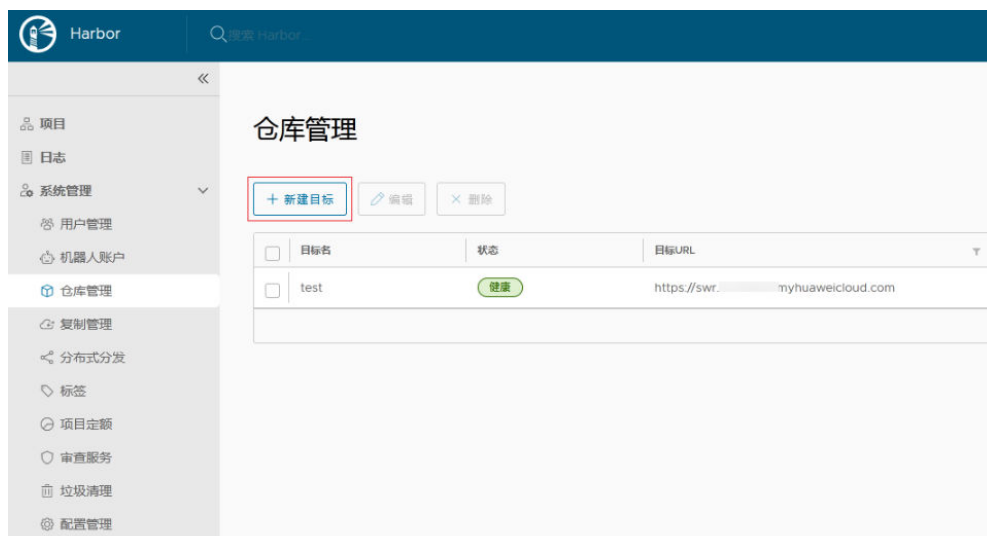 Harbor
搜索 Harbor...
项目
日志
系统管理
用户管理
机器人账户
仓库管理
复制管理
分布式分发
标签
项目定额
审查服务
垃圾清理
配置管理
仓库管理
+ 新建目标
编辑
× 删除
目标名
状态
目标URL
test
健康
https://swr. myhuaweicloud.com